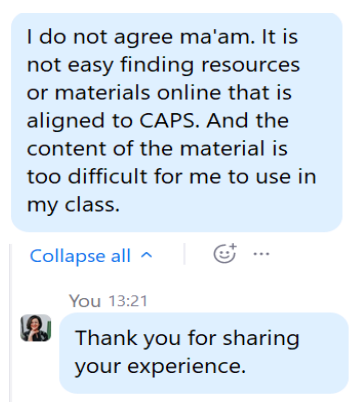 I do not agree ma'am. It is
not easy finding resources
or materials online that is
aligned to CAPS. And the
content of the material is
too difficult for me to use in
my class.
Collapse all
You 13:21
Thank you for sharing
your experience.